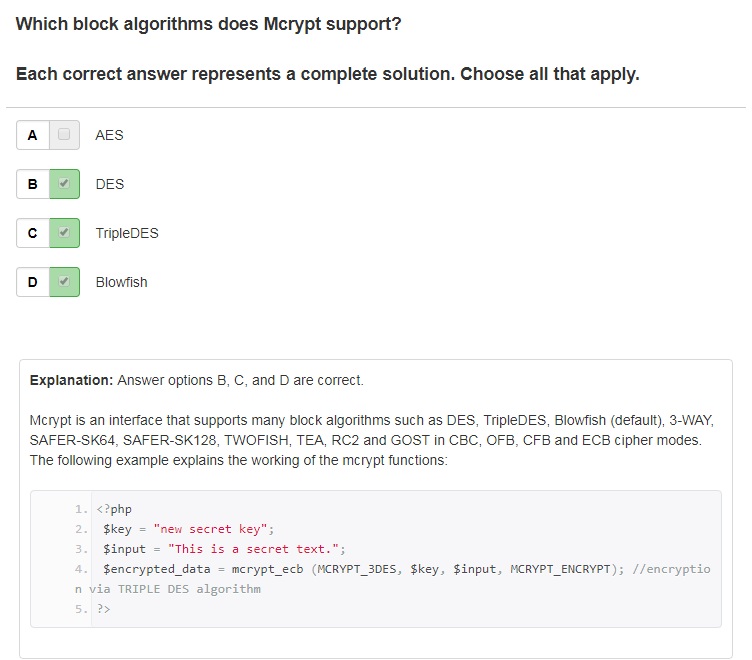 Which block algorithms does Mcrypt support?
Each correct answer represents a complete solution. Choose all that apply.
A AES
B DES
C TripleDES
D Blowfish
Explanation: Answer options B, C, and D are correct.
Mcrypt is an interface that supports many block algorithms such as DES, TripleDES, Blowfish (default), 3-WAY,
SAFER-SK64, SAFER-SK128, TWOFISH, TEA, RC2 and GOST in CBC, OFB, CFB and ECB cipher modes.
The following example explains the working of the mcrypt functions:
1. <?php
2. $key = "new secret key";
3. $input = "This is a secret text.";
4. $encrypted_data = mcrypt_ecb (MCRYPT_3DES, $key, $input, MCRYPT_ENCRYPT); //encryptio
n via TRIPLE DES algorithm
5. ?>